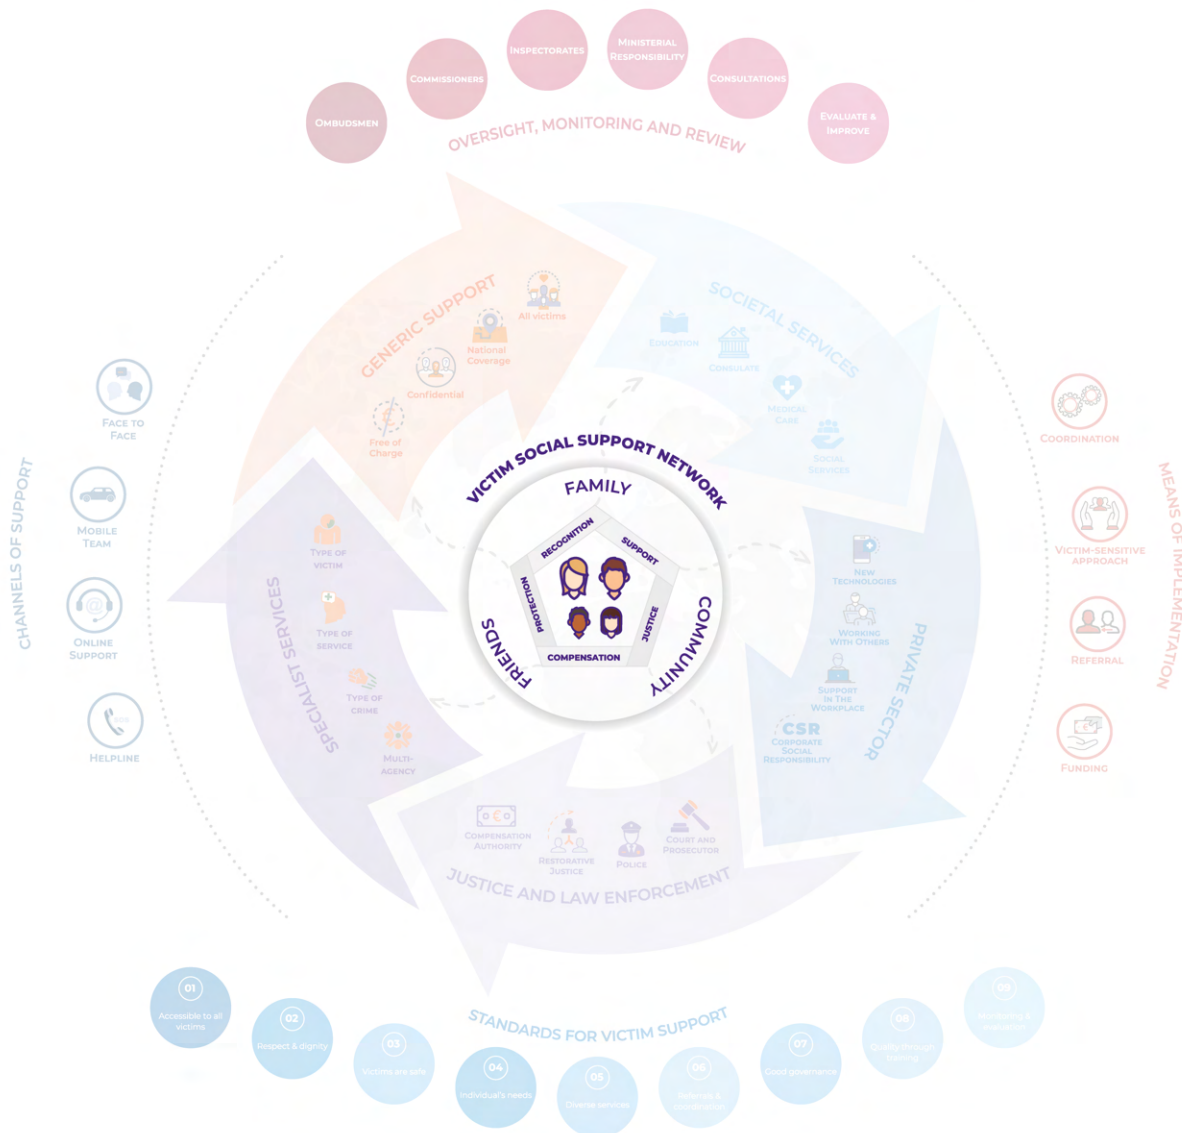 OMBUDSMEN
COMMISSIONERS
INSPECTORATES
MINISTERIAL
RESPONSIBILITY
CONSULTATIONS
EVALUATE &
IMPROVE
OVERSIGHT, MONITORING AND REVIEW
GENERIC SUPPORT
All victims
National
Coverage
Confidential
Free of
Charge
SOCIETAL SERVICES
EDUCATION
CONSULATE
MEDICAL
CARE
SOCIAL
SERVICES
CHANNELS OF SUPPORT
FACE TO
FACE
MOBILE
TEAM
ONLINE
SUPPORT
HELPLINE
VICTIM SOCIAL SUPPORT NETWORK
FAMILY
COMMUNITY
FRIENDS
RECOGNITION
SUPPORT
JUSTICE
COMPENSATION
PROTECTION
MEANS OF IMPLEMENTATION
COORDINATION
VICTIM-SENSITIVE
APPROACH
REFERRAL
FUNDING
SPECIALIST SERVICES
TYPE OF
VICTIM
TYPE OF
SERVICE
TYPE OF
CRIME
MULTI-
AGENCY
PRIVATE SECTOR
NEW
TECHNOLOGIES
WORKING
WITH OTHERS
SUPPORT
IN THE
WORKPLACE
CSR
CORPORATE
SOCIAL
RESPONSIBILITY
COMPENSATION
AUTHORITY
RESTORATIVE
JUSTICE
POLICE
COURT AND
PROSECUTOR
JUSTICE AND LAW ENFORCEMENT
STANDARDS FOR VICTIM SUPPORT
01
Accessible to all
victims
02
Respect & dignity
03
Victims are safe
04
Individual's needs
05
Diverse services
06
Referrals &
coordination
07
Good governance
08
Quality through
training
09
Monitoring &
evaluation